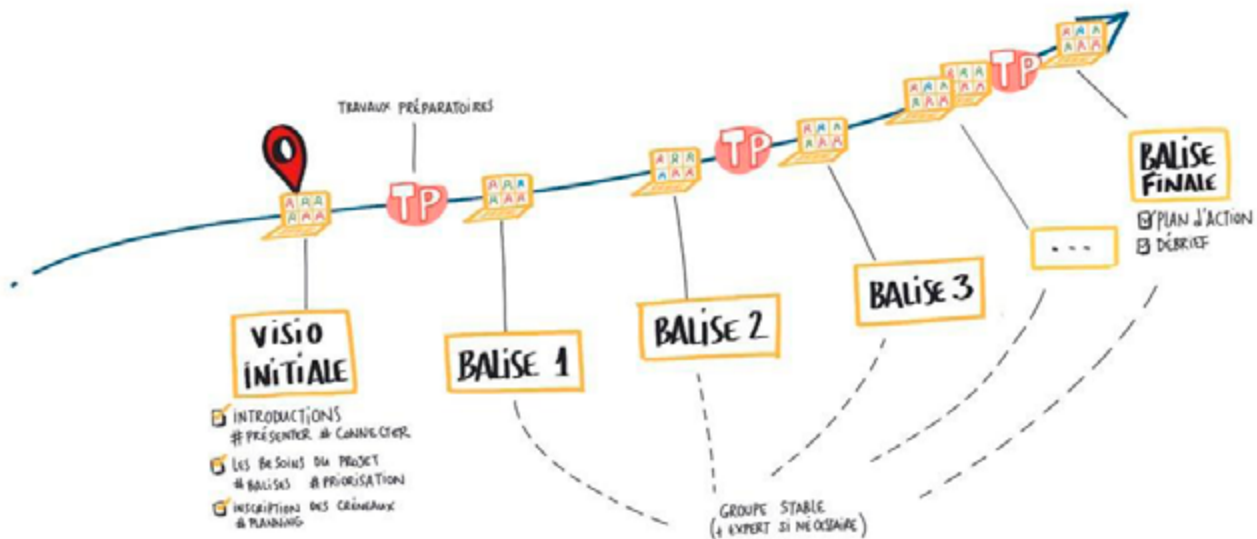 TRAVAUX PRÉPARATOIRES
TP
TP
TP
VISIO
INITIALE
INTRODUCTIONS
#PRÉSENTER #CONNECTER
LES BESOINS DU PROJET
#BALISES #PRIORISATION
INSCRIPTION DES CRÉNEAUX
#PLANNING
BALISE 1
BALISE 2
BALISE 3
---
BALISE
FINALE
PLAN d'ACTION
DÉBRIEF
GROUPE STABLE
(+ EXPERT SI NÉCESSAIRE)